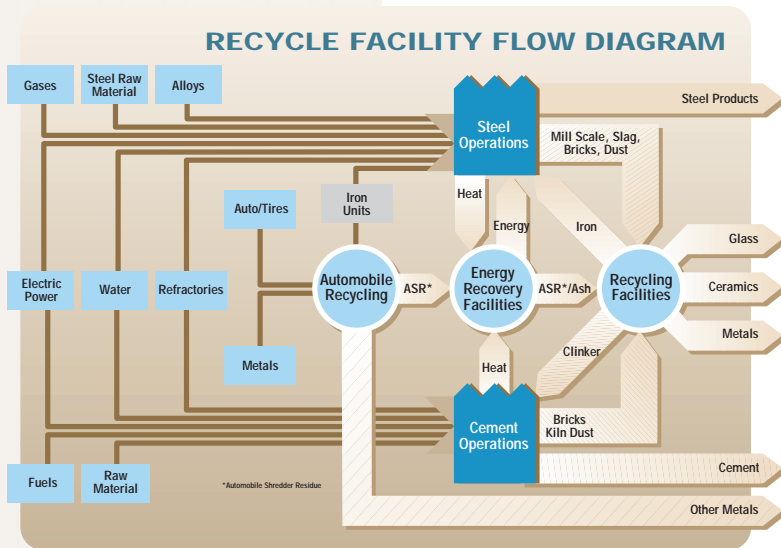 RECYCLE FACILITY FLOW DIAGRAM
Gases
Steel Raw
Material
Alloys
Steel
Operations
Steel Products
Mill Scale, Slag,
Bricks, Dust
Auto/Tires
Iron
Units
Heat
Energy
Iron
Glass
Electric
Power
Water
Refractories
Automobile
Recycling
ASR*
Energy
Recovery
Facilities
ASR*/Ash
Recycling
Facilities
Ceramics
Metals
Metals
Heat
Clinker
Cement
Operations
Bricks
Kiln Dust
Fuels
Raw
Material
*Automobile Shredder Residue
Cement
Other Metals